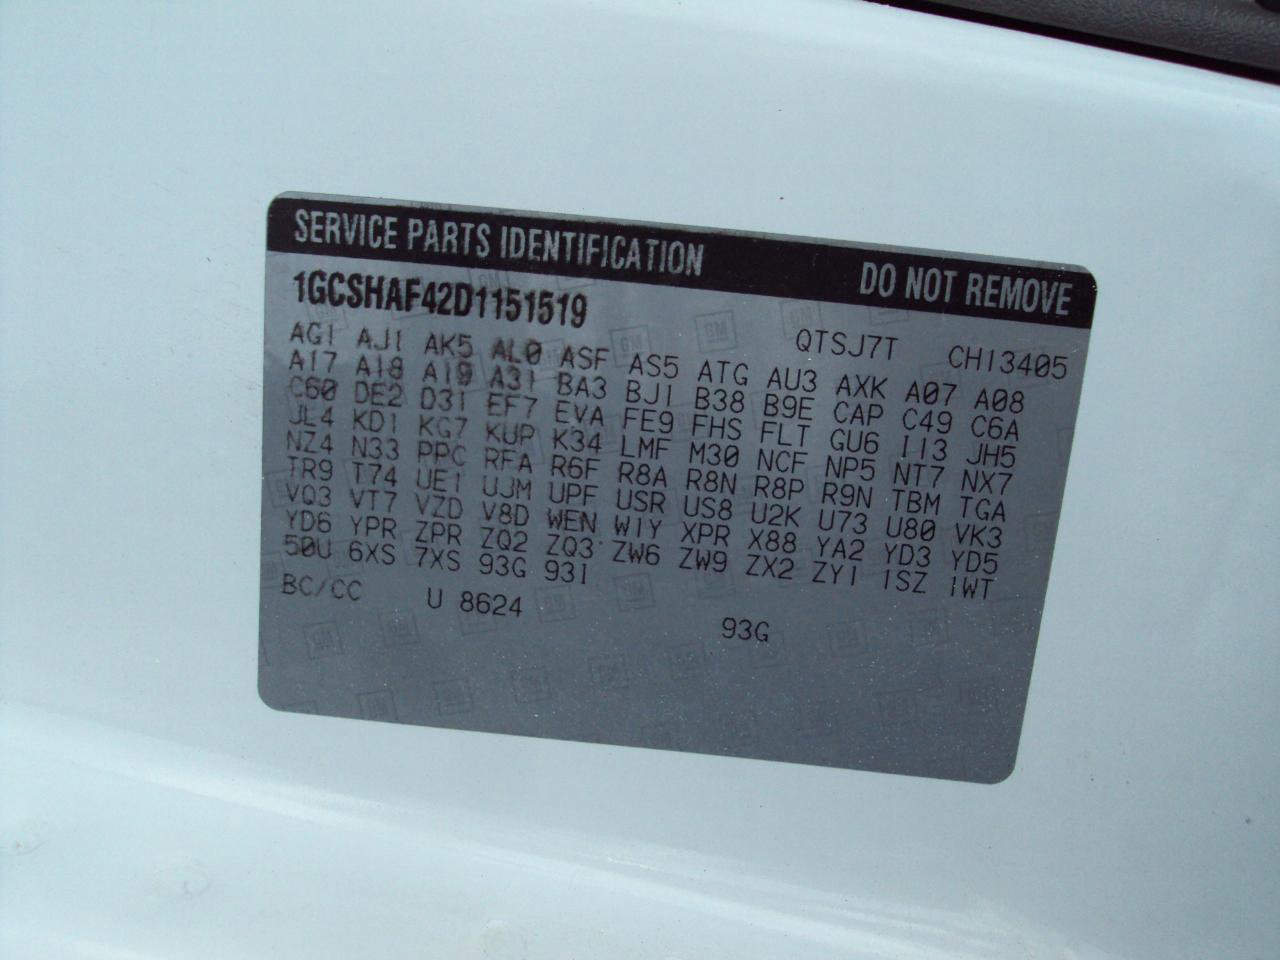 SERVICE PARTS IDENTIFICATION DO NOT REMOVE
1GCSHAF42D1151519 QTSJ7T CH13405
AG1 AJ1 AK5 AL0 ASF AS5 ATG AU3 AXK A07 A08
A17 A18 A19 A31 BA3 BJ1 B38 B9E CAP C49 C6A
C60 DE2 D31 EF7 EVA FE9 FHS FLT GU6 I13 JH5
JL4 KD1 KG7 KUP K34 LMF M30 NCF NP5 NT7 NX7
NZ4 N33 PPC RFA R6F R8A R8N R8P R9N TBM TGA
TR9 T74 UE1 UJM UPF USR US8 U2K U73 U80 VK3
VQ3 VT7 VZD V8D WEN W1Y XPR X88 YA2 YD3 YD5
YD6 YPR ZPR ZQ2 ZQ3 ZW6 ZW9 ZX2 ZY1 1SZ 1WT
50U 6XS 7XS 93G 93I
BC/CC U 8624 93G